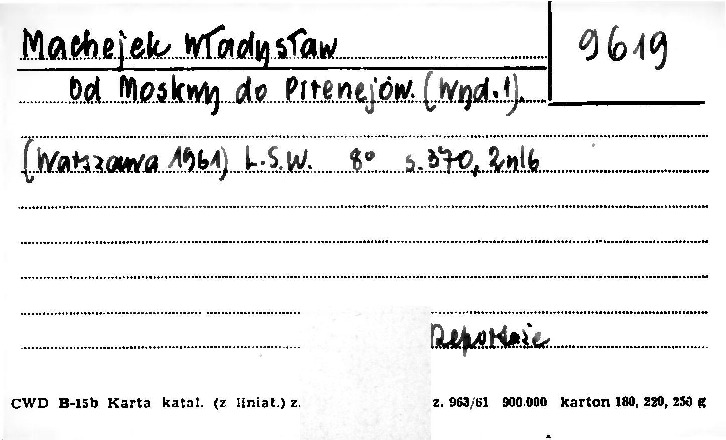 Machejek Władysław
9619
Od Moskwy do Pirenejów. (Wyd. 1).
(Warszawa 1961) L.S.W. 8° s. 370, 2nlb
Reportaże
CWD B-15b Karta katal. (z liniat.) z. z. 963/61 900.000 karton 180, 220, 250 g